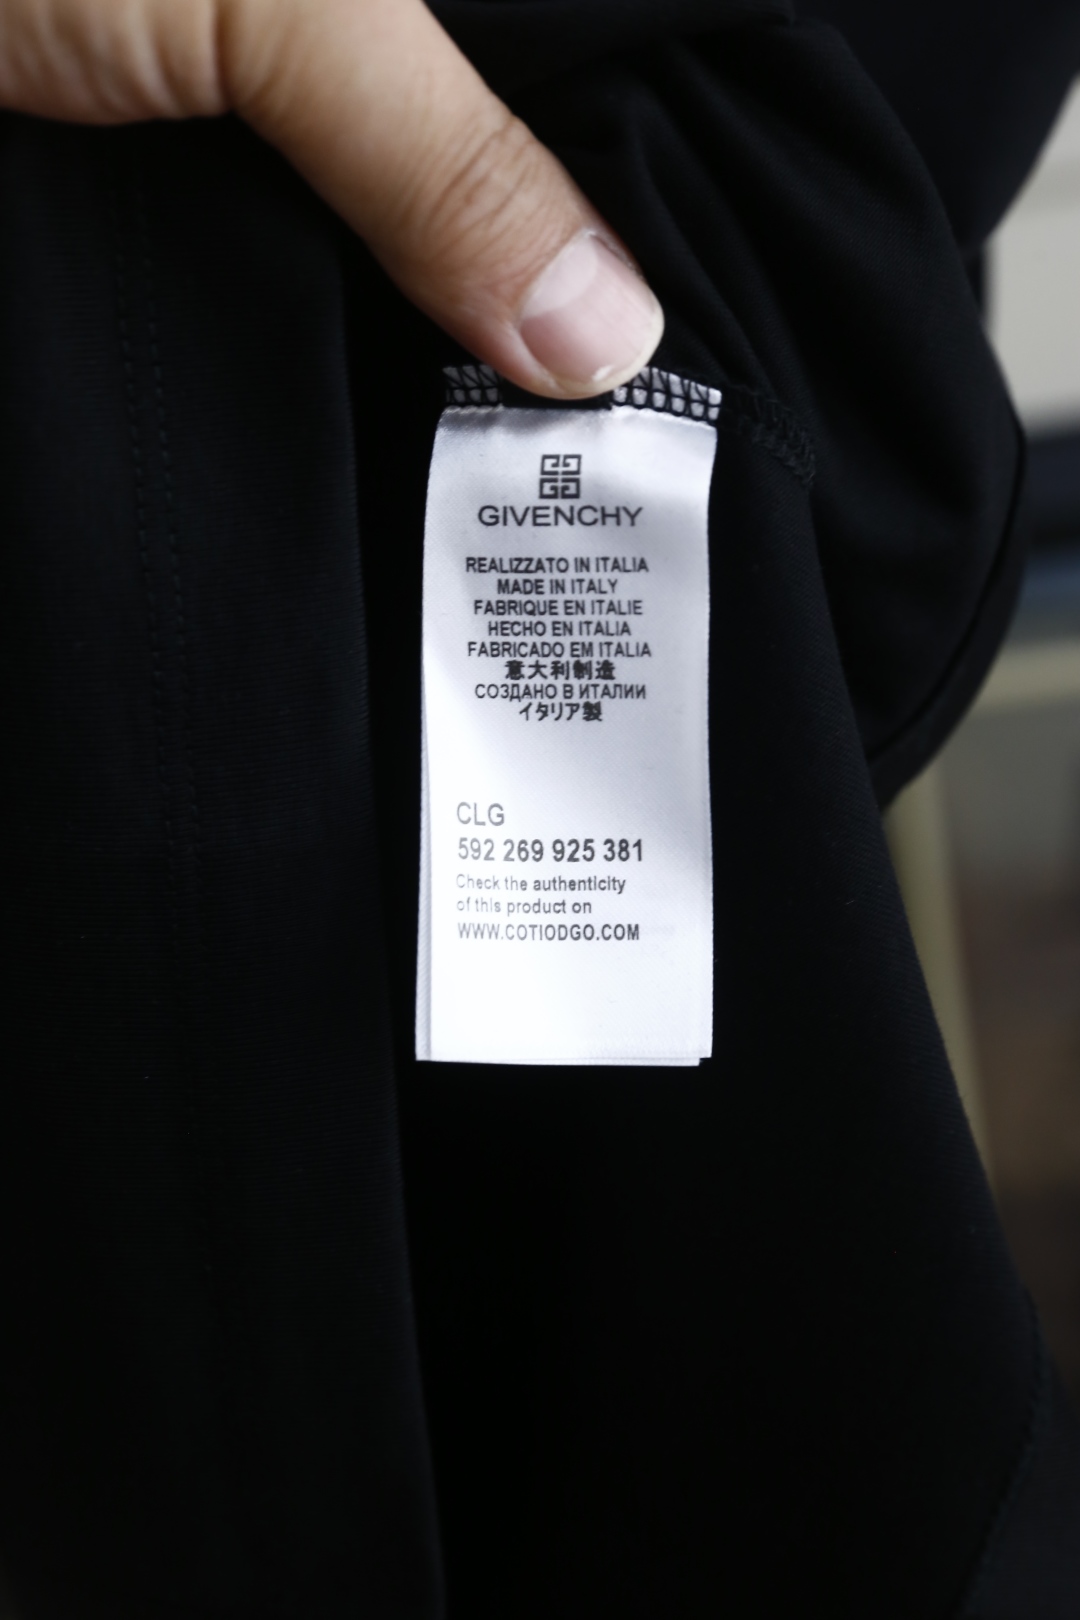 GIVENCHY
REALIZZATO IN ITALIA
MADE IN ITALY
FABRIQUE EN ITALIE
HECHO EN ITALIA
FABRICADO EM ITALIA
意大利制造
СОЗДАНО В ИТАЛИИ
イタリア製
CLG
592 269 925 381
Check the authenticity
of this product on
WWW.COTIODGO.COM